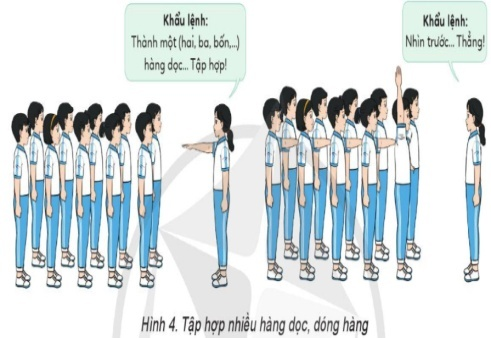 Khẩu lệnh:
Thành một (hai, ba, bốn,...)
hàng dọc... Tập hợp!
Khẩu lệnh:
Nhìn trước... Thẳng!
Hình 4. Tập hợp nhiều hàng dọc, dóng hàng